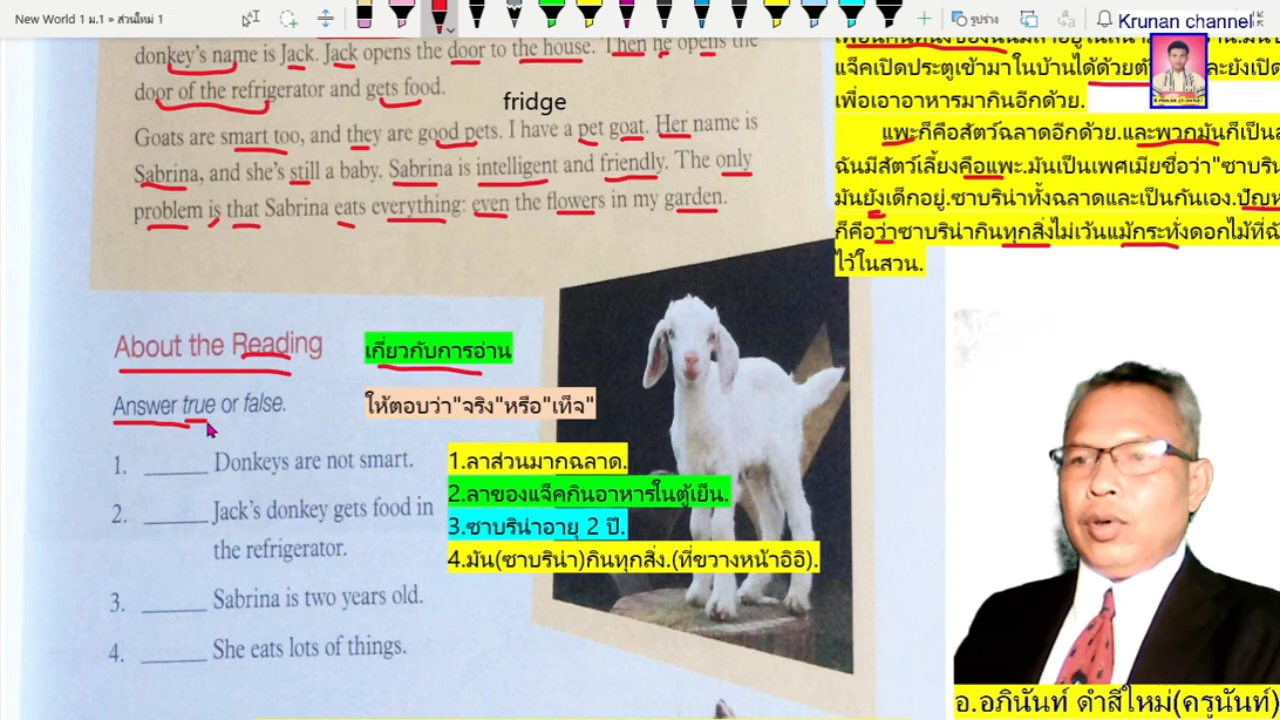 New World 1 ม.1 » ส่วนใหม่ 1
รูปร่าง
Krunan channel
donkey's name is Jack. Jack opens the door to the house. Then he opens the
door of the refrigerator and gets food.
fridge
Goats are smart too, and they are good pets. I have a pet goat. Her name is
Sabrina, and she's still a baby. Sabrina is intelligent and friendly. The only
problem is that Sabrina eats everything: even the flowers in my garden.
แจ็คเปิดประตูเข้ามาในบ้านได้ด้วยตั ละยังเปิด
เพื่อเอาอาหารมากินอีกด้วย.
แพะก็คือสัตว์ฉลาดอีกด้วย.และพวกมันก็เป็นส
ฉันมีสัตว์เลี้ยงคือแพะ.มันเป็นเพศเมียชื่อว่า"ซาบริน
มันยังเด็กอยู่.ซาบริน่าทั้งฉลาดและเป็นกันเอง.ปัญห
ก็คือว่าซาบริน่ากินทุกสิ่งไม่เว้นแม้กระทั่งดอกไม้ที่ฉั
ไว้ในสวน.
About the Reading
เกี่ยวกับการอ่าน
Answer true or false.
ให้ตอบว่า"จริง"หรือ"เท็จ"
1. ______ Donkeys are not smart.
2. ______ Jack's donkey gets food in
the refrigerator.
3. ______ Sabrina is two years old.
4. ______ She eats lots of things.
1.ลาส่วนมากฉลาด.
2.ลาของแจ็คกินอาหารในตู้เย็น.
3.ซาบริน่าอายุ 2 ปี.
4.มัน(ซาบริน่า)กินทุกสิ่ง.(ที่ขวางหน้าอิอิ).
อ.อภินันท์ ดำสีใหม่(ครูนันท์)